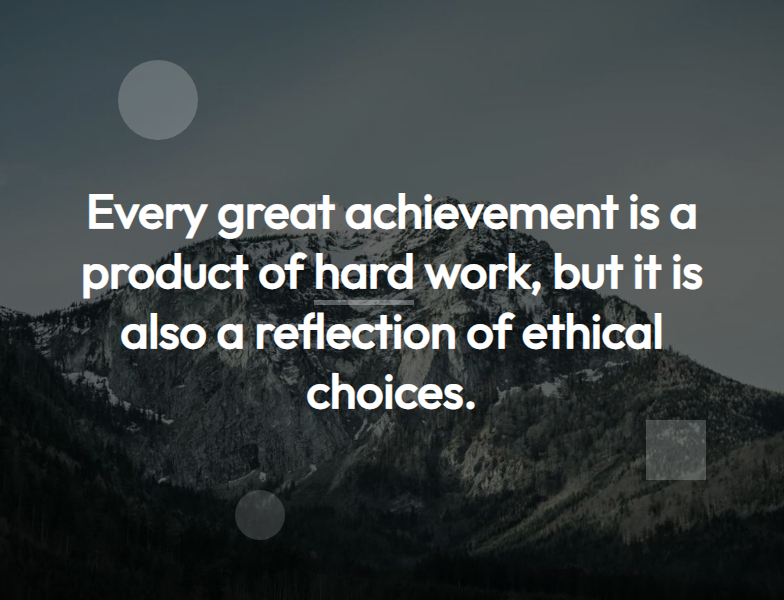 Every great achievement is a
product of hard work, but it is
also a reflection of ethical
choices.